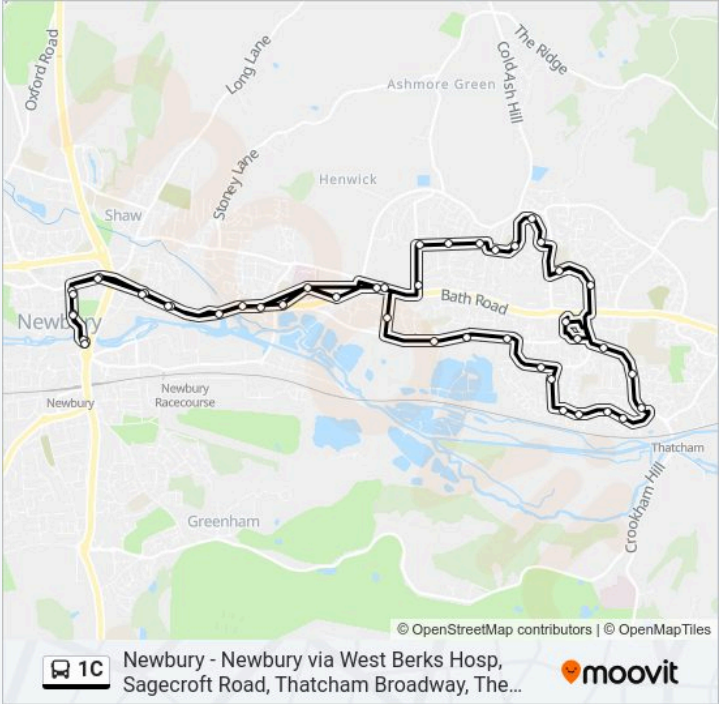 Oxford Road
Long Lane
The Ridge
Cold Ash Hill
Ashmore Green
Stoney Lane
Henwick
Shaw
Bath Road
Newbury
Newbury
Racecourse
Newbury
Thatcham
Crookham Hill
Greenham
© OpenStreetMap contributors | © OpenMapTiles
1C
Newbury - Newbury via West Berks Hosp,
Sagecroft Road, Thatcham Broadway, The...
moovit